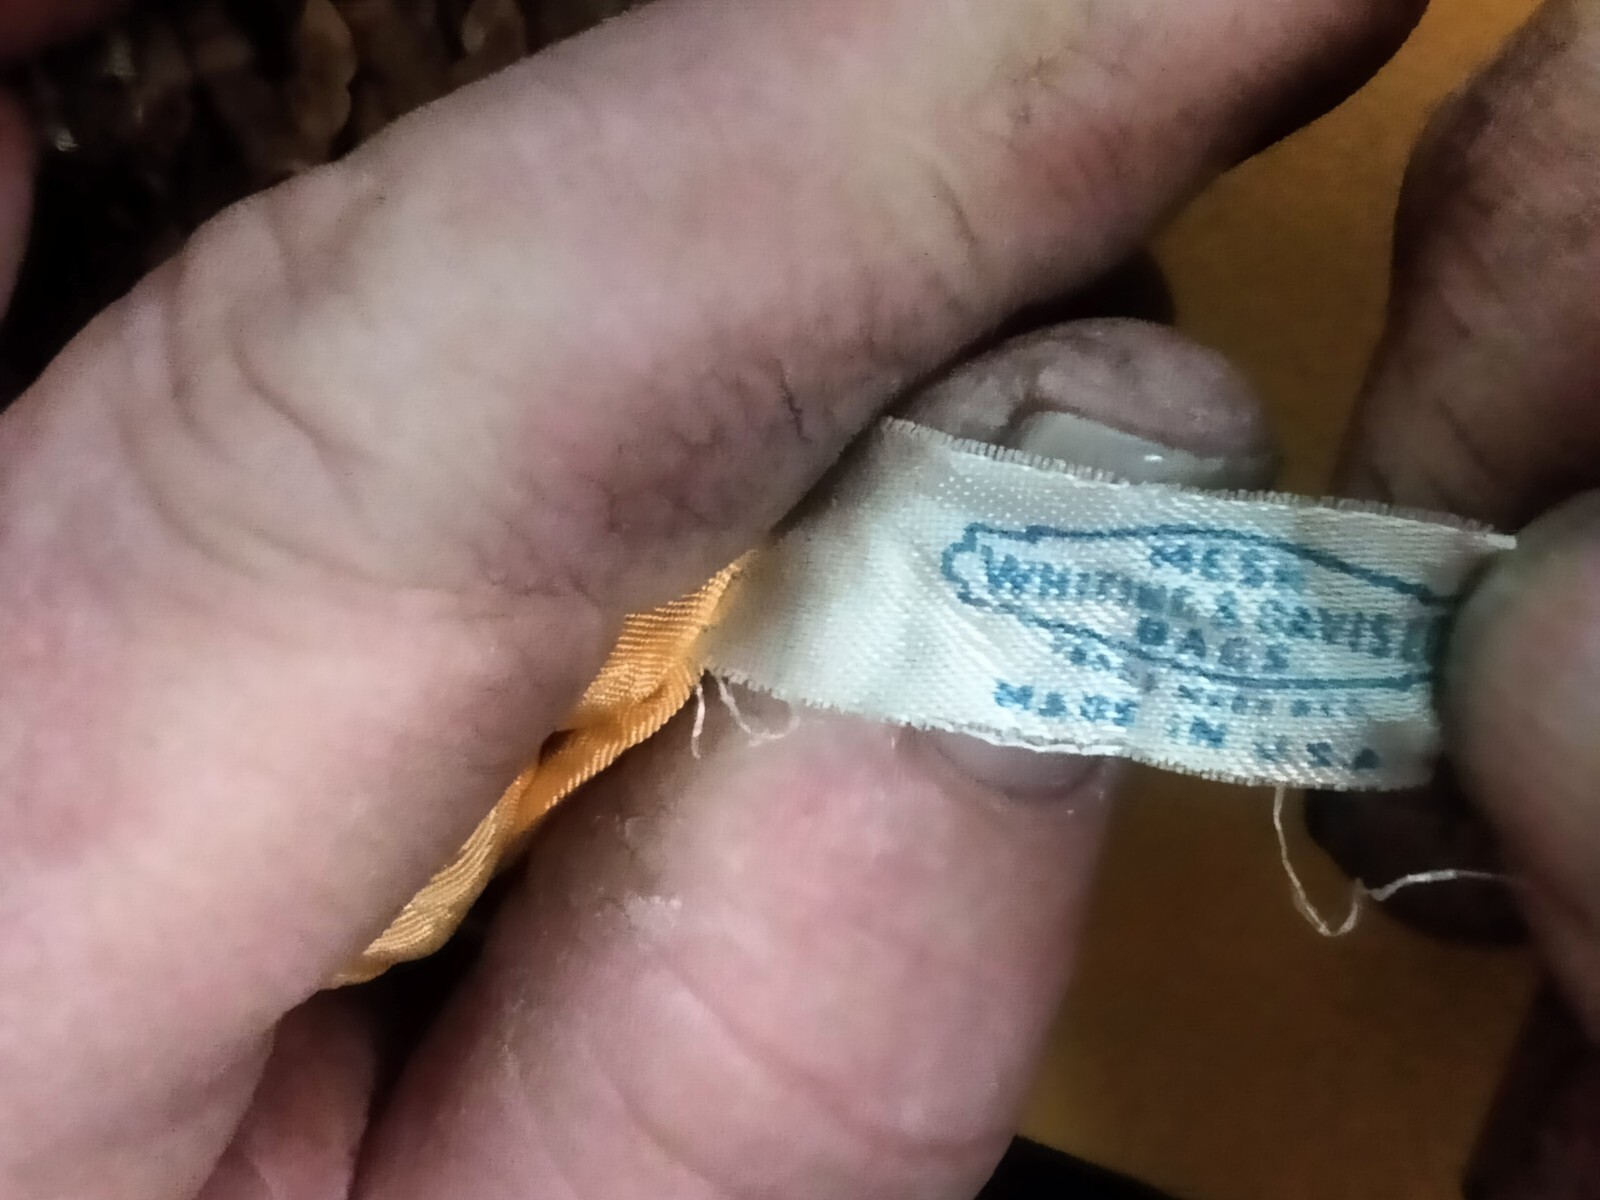 MESH
WHITING & DAVIS
BAGS
MADE IN U.S.A